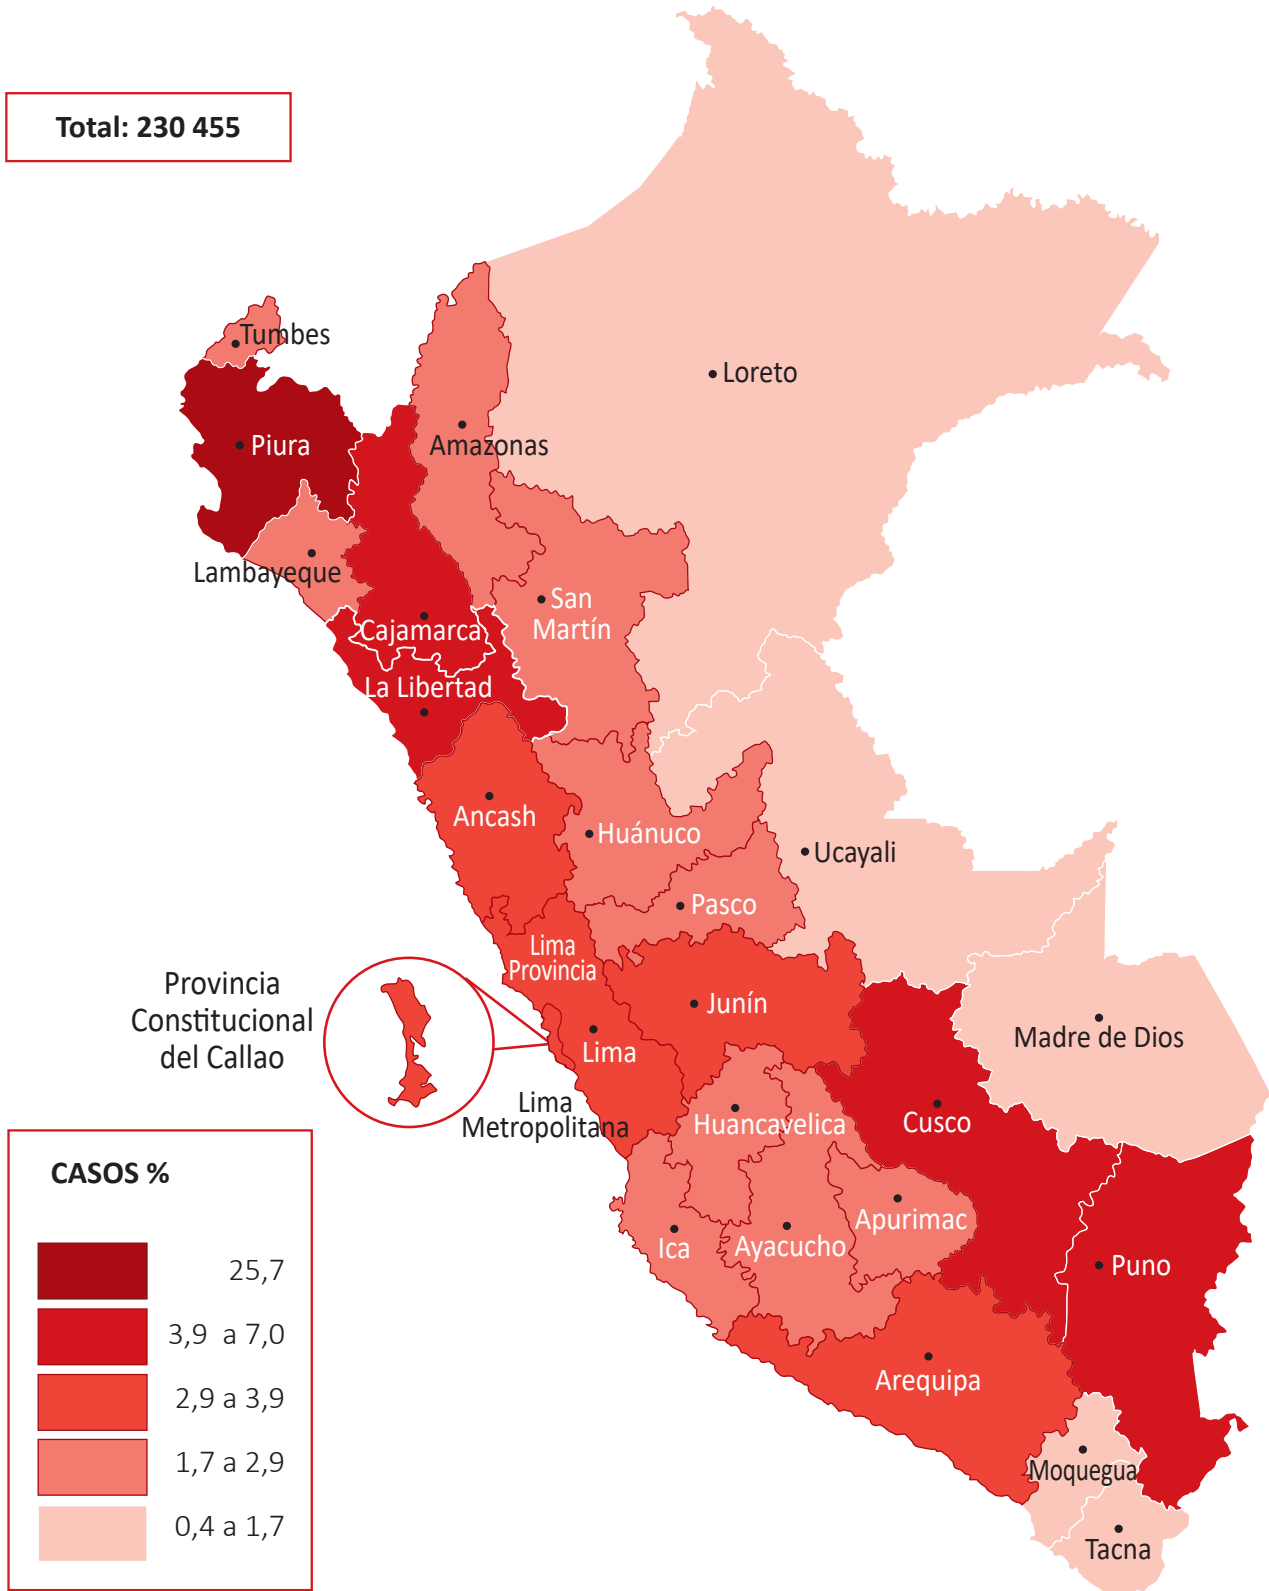 Total: 230 455
Tumbes
Loreto
Piura
Amazonas
Lambayeque
San
Martín
Cajamarca
La Libertad
Ancash
Huánuco
Ucayali
Pasco
Lima
Provincia
Provincia
Constitucional
del Callao
Junín
Madre de Dios
Lima
Lima
Metropolitana
Huancavelica
Cusco
Apurimac
Ica
Ayacucho
Puno
Arequipa
Moquegua
Tacna
CASOS %
25,7
3,9 a 7,0
2,9 a 3,9
1,7 a 2,9
0,4 a 1,7